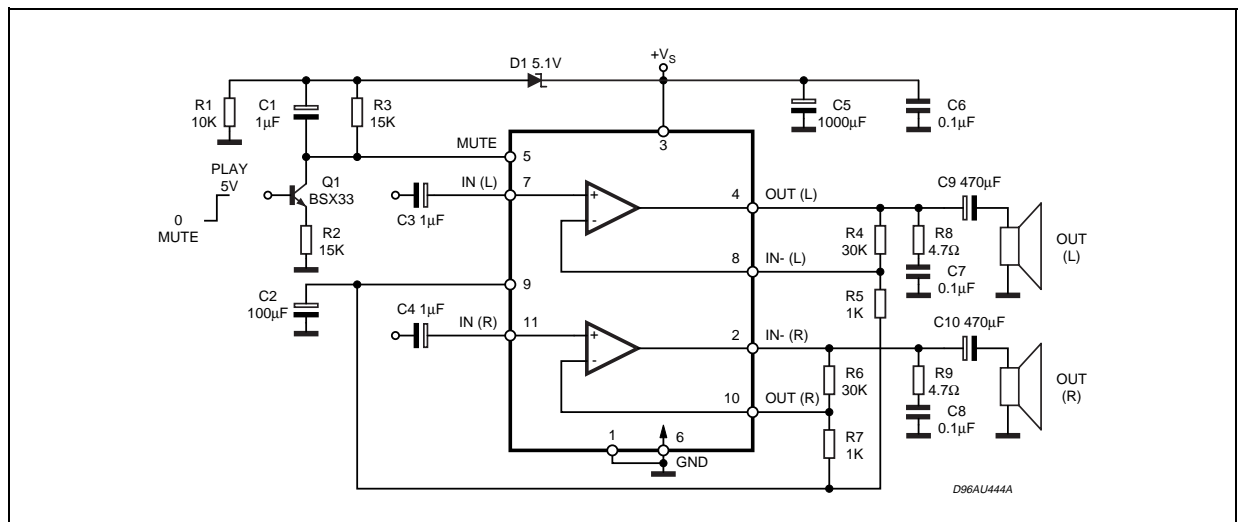 D1 5.1V
+VS
R1
10K
C1
1µF
R3
15K
C5
1000µF
C6
0.1µF
MUTE
5
3
PLAY
5V
0
MUTE
Q1
BSX33
IN (L)
7
C3 1µF
+
-
4
OUT (L)
C9 470µF
R2
15K
R4
30K
R8
4.7Ω
OUT
(L)
8
IN- (L)
C7
0.1µF
9
R5
1K
C2
100µF
C4 1µF
IN (R)
11
+
-
2
IN- (R)
C10 470µF
R6
30K
R9
4.7Ω
OUT
(R)
10
OUT (R)
C8
0.1µF
1
6
GND
R7
1K
D96AU444A